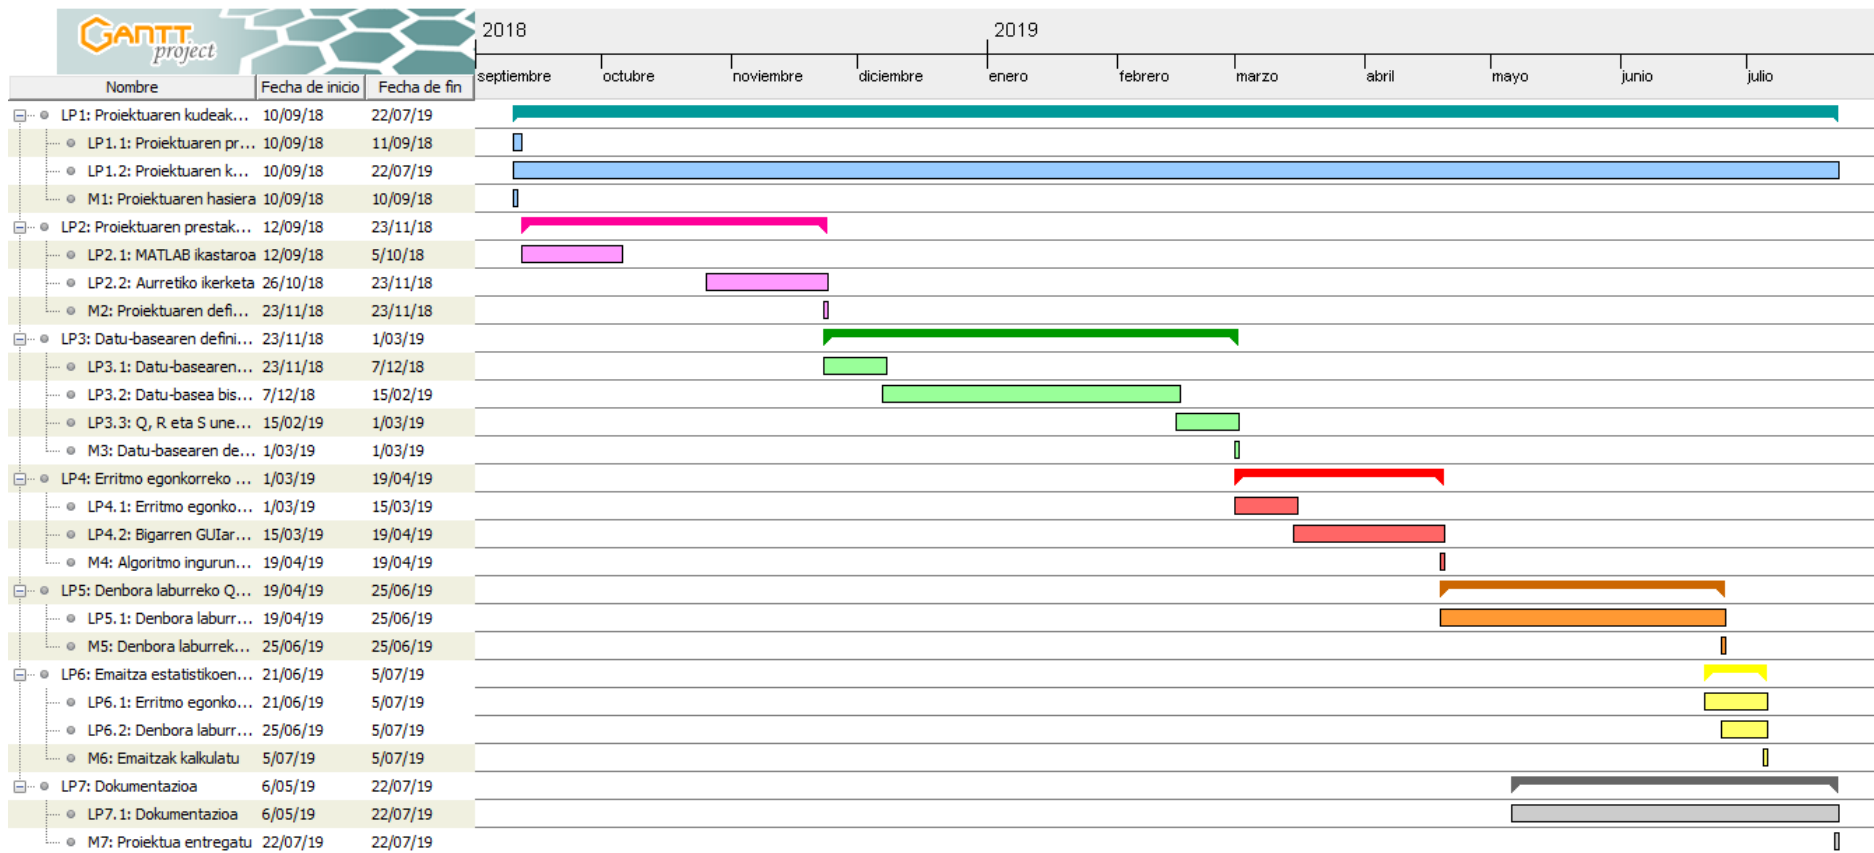 GANTT
project
2018 2019
septiembre octubre noviembre diciembre enero febrero marzo abril mayo junio julio
Nombre Fecha de inicio Fecha de fin
LP1: Proiektuaren kudeak... 10/09/18 22/07/19
LP1.1: Proiektuaren pr... 10/09/18 11/09/18
LP1.2: Proiektuaren k... 10/09/18 22/07/19
M1: Proiektuaren hasiera 10/09/18 10/09/18
LP2: Proiektuaren prestak... 12/09/18 23/11/18
LP2.1: MATLAB ikastaroa 12/09/18 5/10/18
LP2.2: Aurretiko ikerketa 26/10/18 23/11/18
M2: Proiektuaren defi... 23/11/18 23/11/18
LP3: Datu-basearen defini... 23/11/18 1/03/19
LP3.1: Datu-basearen... 23/11/18 7/12/18
LP3.2: Datu-basea bis... 7/12/18 15/02/19
LP3.3: Q, R eta S une... 15/02/19 1/03/19
M3: Datu-basearen de... 1/03/19 1/03/19
LP4: Erritmo egonkorreko ... 1/03/19 19/04/19
LP4.1: Erritmo egonko... 1/03/19 15/03/19
LP4.2: Bigarren GUIar... 15/03/19 19/04/19
M4: Algoritmo ingurun... 19/04/19 19/04/19
LP5: Denbora laburreko Q... 19/04/19 25/06/19
LP5.1: Denbora laburr... 19/04/19 25/06/19
M5: Denbora laburrek... 25/06/19 25/06/19
LP6: Emaitza estatistikoen... 21/06/19 5/07/19
LP6.1: Erritmo egonko... 21/06/19 5/07/19
LP6.2: Denbora laburr... 25/06/19 5/07/19
M6: Emaitzak kalkulatu 5/07/19 5/07/19
LP7: Dokumentazioa 6/05/19 22/07/19
LP7.1: Dokumentazioa 6/05/19 22/07/19
M7: Proiektua entregatu 22/07/19 22/07/19